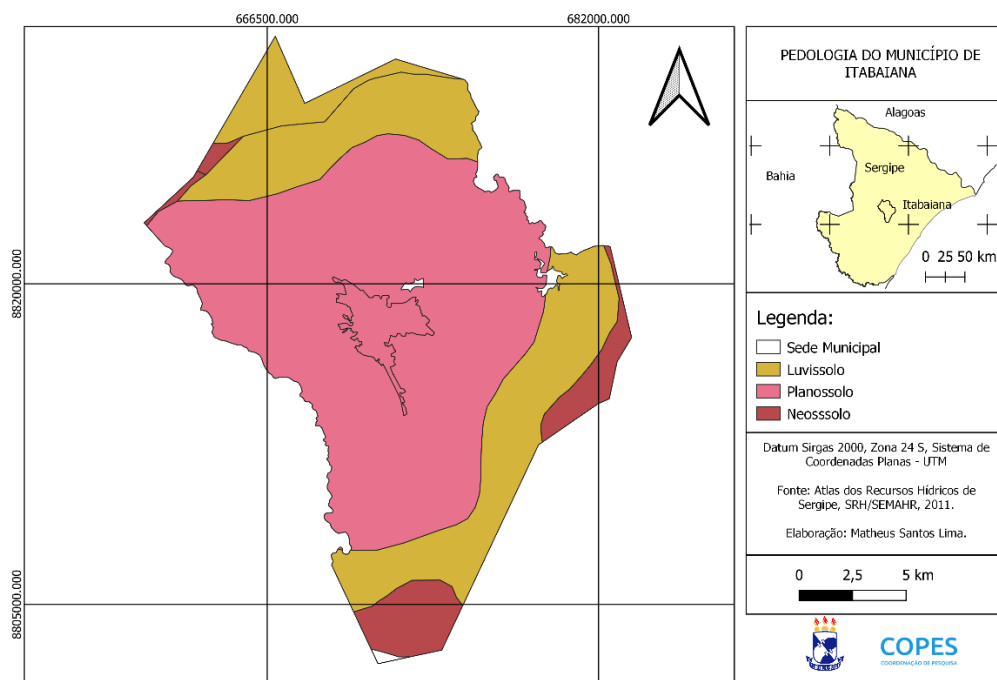 666500.000
682000.000
8820000.000
8805000.000
PEDOLOGIA DO MUNICÍPIO DE
ITABAIANA
Alagoas
Bahia
Sergipe
Itabaiana
0 25 50 km
Legenda:
Sede Municipal
Luvissolo
Planossolo
Neosssolo
Datum Sirgas 2000, Zona 24 S, Sistema de
Coordenadas Planas - UTM
Fonte: Atlas dos Recursos Hídricos de
Sergipe, SRH/SEMAHR, 2011.
Elaboração: Matheus Santos Lima.
0 2,5 5 km
COPES
COORDENAÇÃO DE PESQUISA